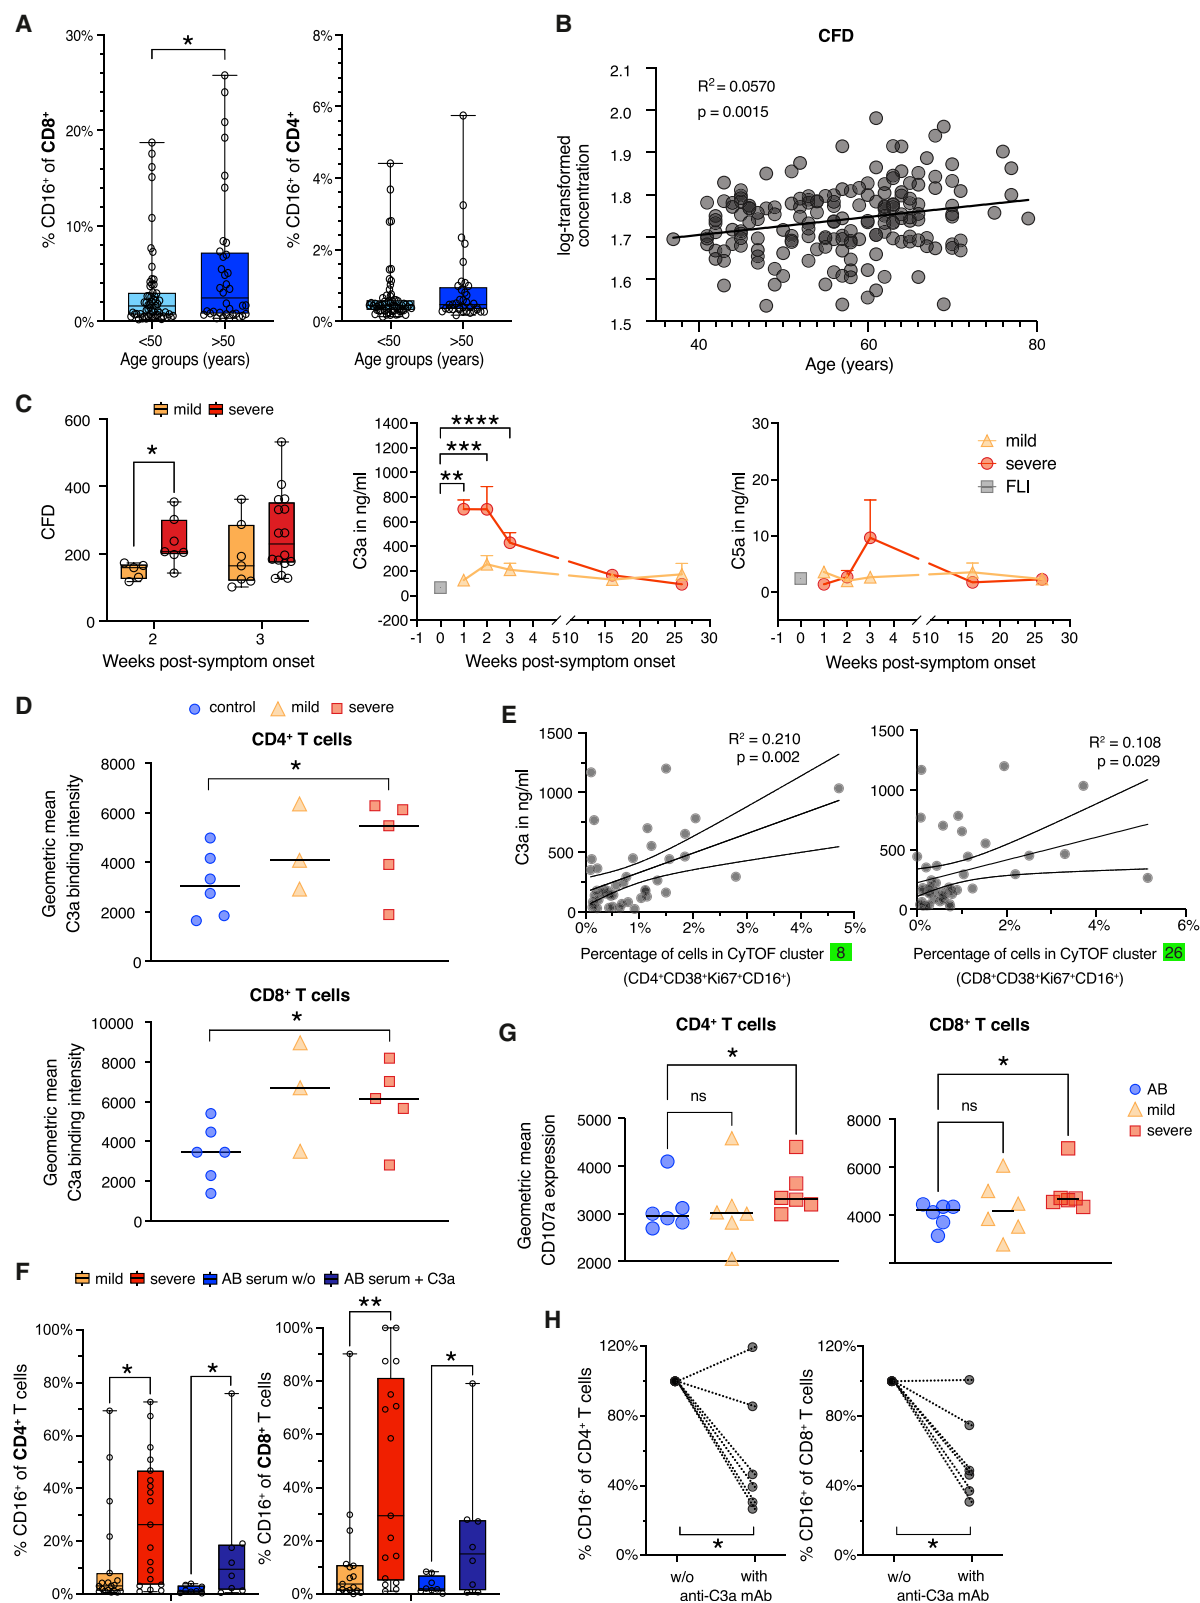 A
30%
20%
10%
0%
% CD16⁺ of CD8⁺
*
<50
>50
Age groups (years)
8%
6%
4%
2%
0%
% CD16⁺ of CD4⁺
<50
>50
Age groups (years)
B
CFD
R² = 0.0570
p = 0.0015
2.1
2.0
1.9
1.8
1.7
1.6
1.5
log-transformed
concentration
40
60
80
Age (years)
C
mild
severe
600
400
200
0
CFD
*
2
3
Weeks post-symptom onset
1400
1200
1000
800
600
400
200
0
-200
C3a in ng/ml
****
***
**
-1 0 1 2 3 4 5 10 15 20 25 30
Weeks post-symptom onset
30
20
10
0
C5a in ng/ml
mild
severe
FLI
-1 0 1 2 3 4 5 10 15 20 25 30
Weeks post-symptom onset
D
control
mild
severe
CD4⁺ T cells
8000
6000
4000
2000
0
Geometric mean
C3a binding intensity
*
CD8⁺ T cells
10000
8000
6000
4000
2000
0
Geometric mean
C3a binding intensity
*
E
1500
1000
500
0
C3a in ng/ml
R² = 0.210
p = 0.002
0% 1% 2% 3% 4% 5%
Percentage of cells in CyTOF cluster 8
(CD4⁺CD38⁺Ki67⁺CD16⁺)
1500
1000
500
0
R² = 0.108
p = 0.029
0% 2% 4% 6%
Percentage of cells in CyTOF cluster 26
(CD8⁺CD38⁺Ki67⁺CD16⁺)
G
CD4⁺ T cells
*
ns
5000
4000
3000
2000
Geometric mean
CD107a expression
CD8⁺ T cells
*
ns
8000
6000
4000
AB
mild
severe
F
mild
severe
AB serum w/o
AB serum + C3a
100%
80%
60%
40%
20%
0%
% CD16⁺ of CD4⁺ T cells
*
*
100%
80%
60%
40%
20%
0%
% CD16⁺ of CD8⁺ T cells
**
*
H
120%
80%
40%
0%
% CD16⁺ of CD4⁺ T cells
*
w/o
with
anti-C3a mAb
120%
80%
40%
0%
% CD16⁺ of CD8⁺ T cells
*
w/o
with
anti-C3a mAb